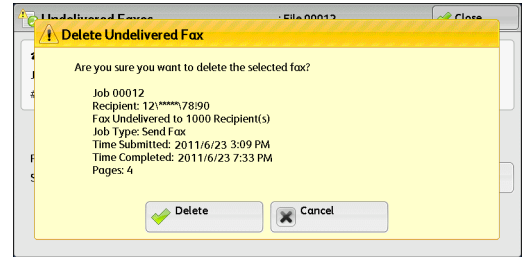 Undelivered Faxes : File 00012 Close
Delete Undelivered Fax
Are you sure you want to delete the selected fax?
Job 00012
Recipient: 12\*****\78!90
Fax Undelivered to 1000 Recipient(s)
Job Type: Send Fax
Time Submitted: 2011/6/23 3:09 PM
Time Completed: 2011/6/23 7:33 PM
Pages: 4
Delete Cancel